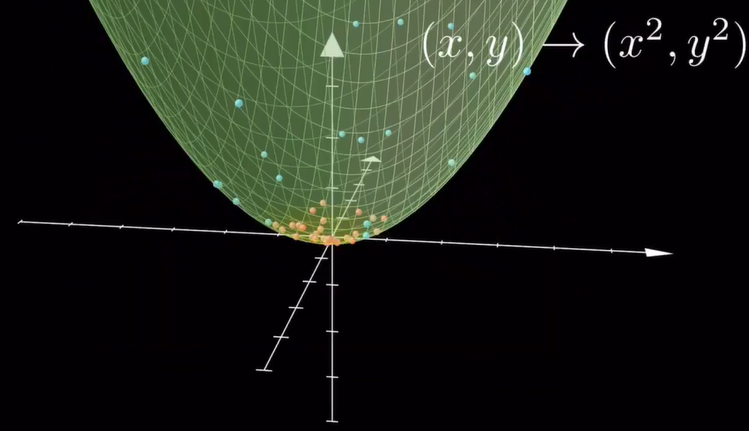 (x, y) → (x², y²)